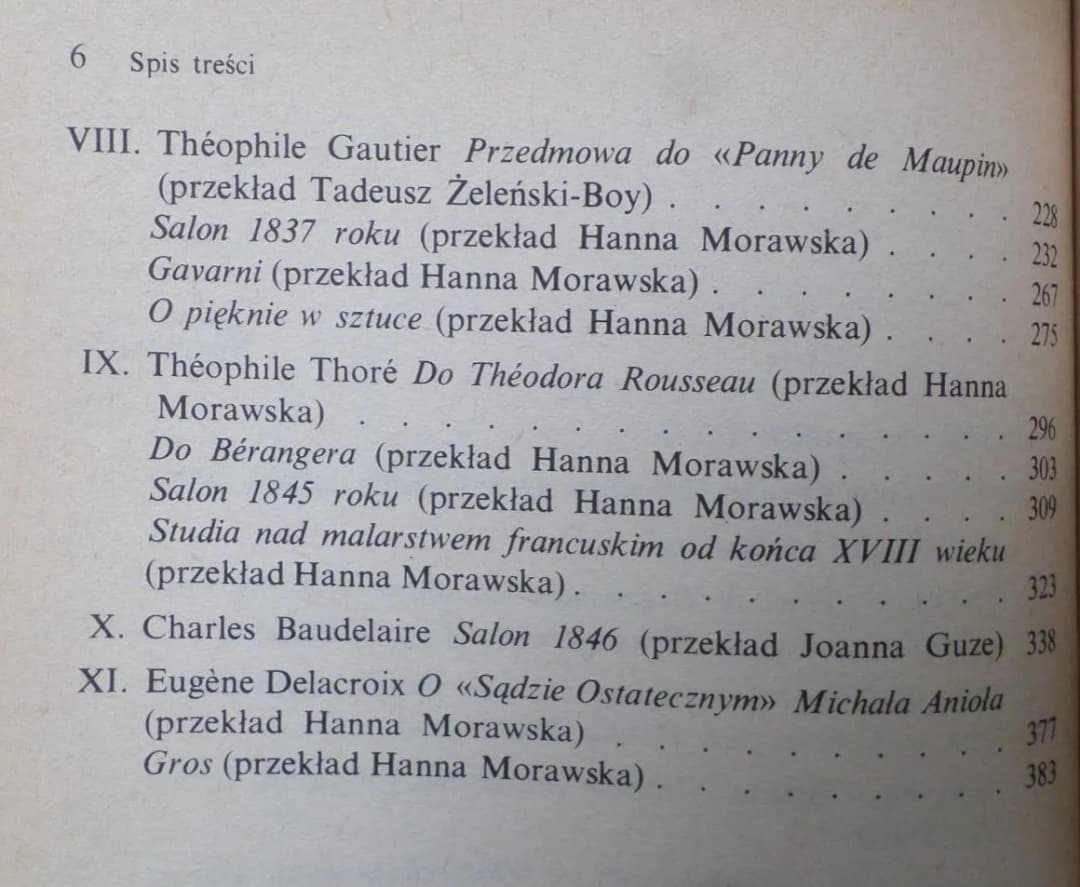 6 Spis treści
VIII. Théophile Gautier Przedmowa do «Panny de Maupin»
(przekład Tadeusz Żeleński-Boy) . . . . . . . . . 228
Salon 1837 roku (przekład Hanna Morawska) . . . . 232
Gavarni (przekład Hanna Morawska) . . . . . . . . 267
O pięknie w sztuce (przekład Hanna Morawska) . . . . 275
IX. Théophile Thoré Do Théodora Rousseau (przekład Hanna
Morawska) . . . . . . . . . . . . . . . . 296
Do Bérangera (przekład Hanna Morawska) . . . . . 303
Salon 1845 roku (przekład Hanna Morawska) . . . . 309
Studia nad malarstwem francuskim od końca XVIII wieku
(przekład Hanna Morawska) . . . . . . . . . . . 323
X. Charles Baudelaire Salon 1846 (przekład Joanna Guze) 338
XI. Eugène Delacroix O «Sądzie Ostatecznym» Michała Anioła
(przekład Hanna Morawska) . . . . . . . . . . 377
Gros (przekład Hanna Morawska) . . . . . . . . . 383